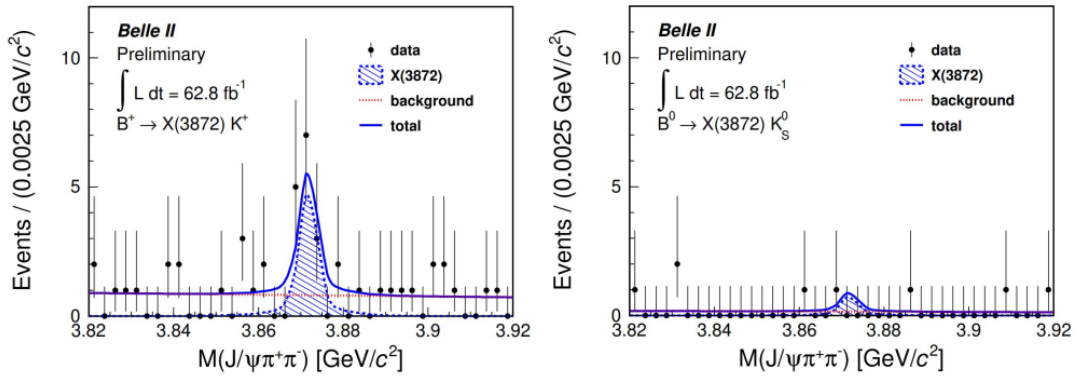 Belle II
Preliminary
∫ L dt = 62.8 fb⁻¹
B⁺ → X(3872) K⁺
data
X(3872)
background
total
Events / (0.0025 GeV/c²)
10
5
0
3.82 3.84 3.86 3.88 3.9 3.92
M(J/ψπ⁺π⁻) [GeV/c²]
Belle II
Preliminary
∫ L dt = 62.8 fb⁻¹
B⁰ → X(3872) K⁰_S
data
X(3872)
background
total
Events / (0.0025 GeV/c²)
10
5
0
3.82 3.84 3.86 3.88 3.9 3.92
M(J/ψπ⁺π⁻) [GeV/c²]